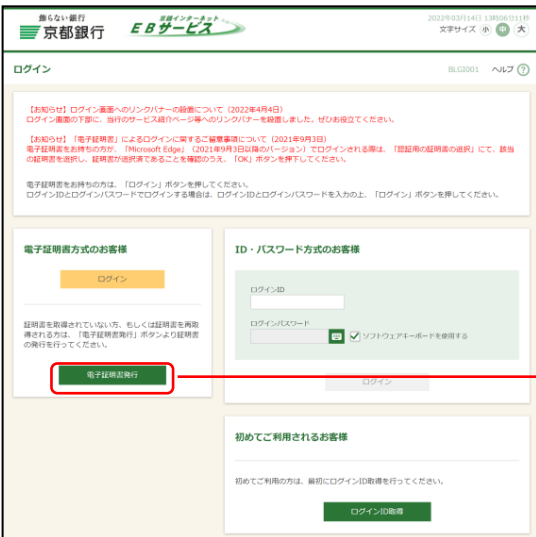 飾らない銀行
京都銀行
京銀インターネット
EBサービス
2022年03月14日 13時06分11秒
文字サイズ 小 中 大
ログイン
BLGI001 ヘルプ ?
【お知らせ】ログイン画面へのリンクバナーの設置について（2022年4月4日）
ログイン画面の下部に、当行のサービス紹介ページ等へのリンクバナーを設置しました。ぜひお役立てください。
【お知らせ】「電子証明書」によるログインに関するご留意事項について（2021年9月3日）
電子証明書をお持ちの方が、「Microsoft Edge」（2021年9月3日以降のバージョン）でログインされる際は、「認証用の証明書の選択」にて、該当
の証明書を選択し、証明書が選択済であることを確認のうえ、「OK」ボタンを押下してください。
電子証明書をお持ちの方は、「ログイン」ボタンを押してください。
ログインIDとログインパスワードでログインする場合は、ログインIDとログインパスワードを入力の上、「ログイン」ボタンを押してください。
電子証明書方式のお客様
ログイン
証明書を取得されていない方、もしくは証明書を再取
得される方は、「電子証明書発行」ボタンより証明書
の発行を行ってください。
電子証明書発行
ID・パスワード方式のお客様
ログインID
ログインパスワード
ソフトウェアキーボードを使用する
ログイン
初めてご利用されるお客様
初めてご利用の方は、最初にログインID取得を行ってください。
ログインID取得